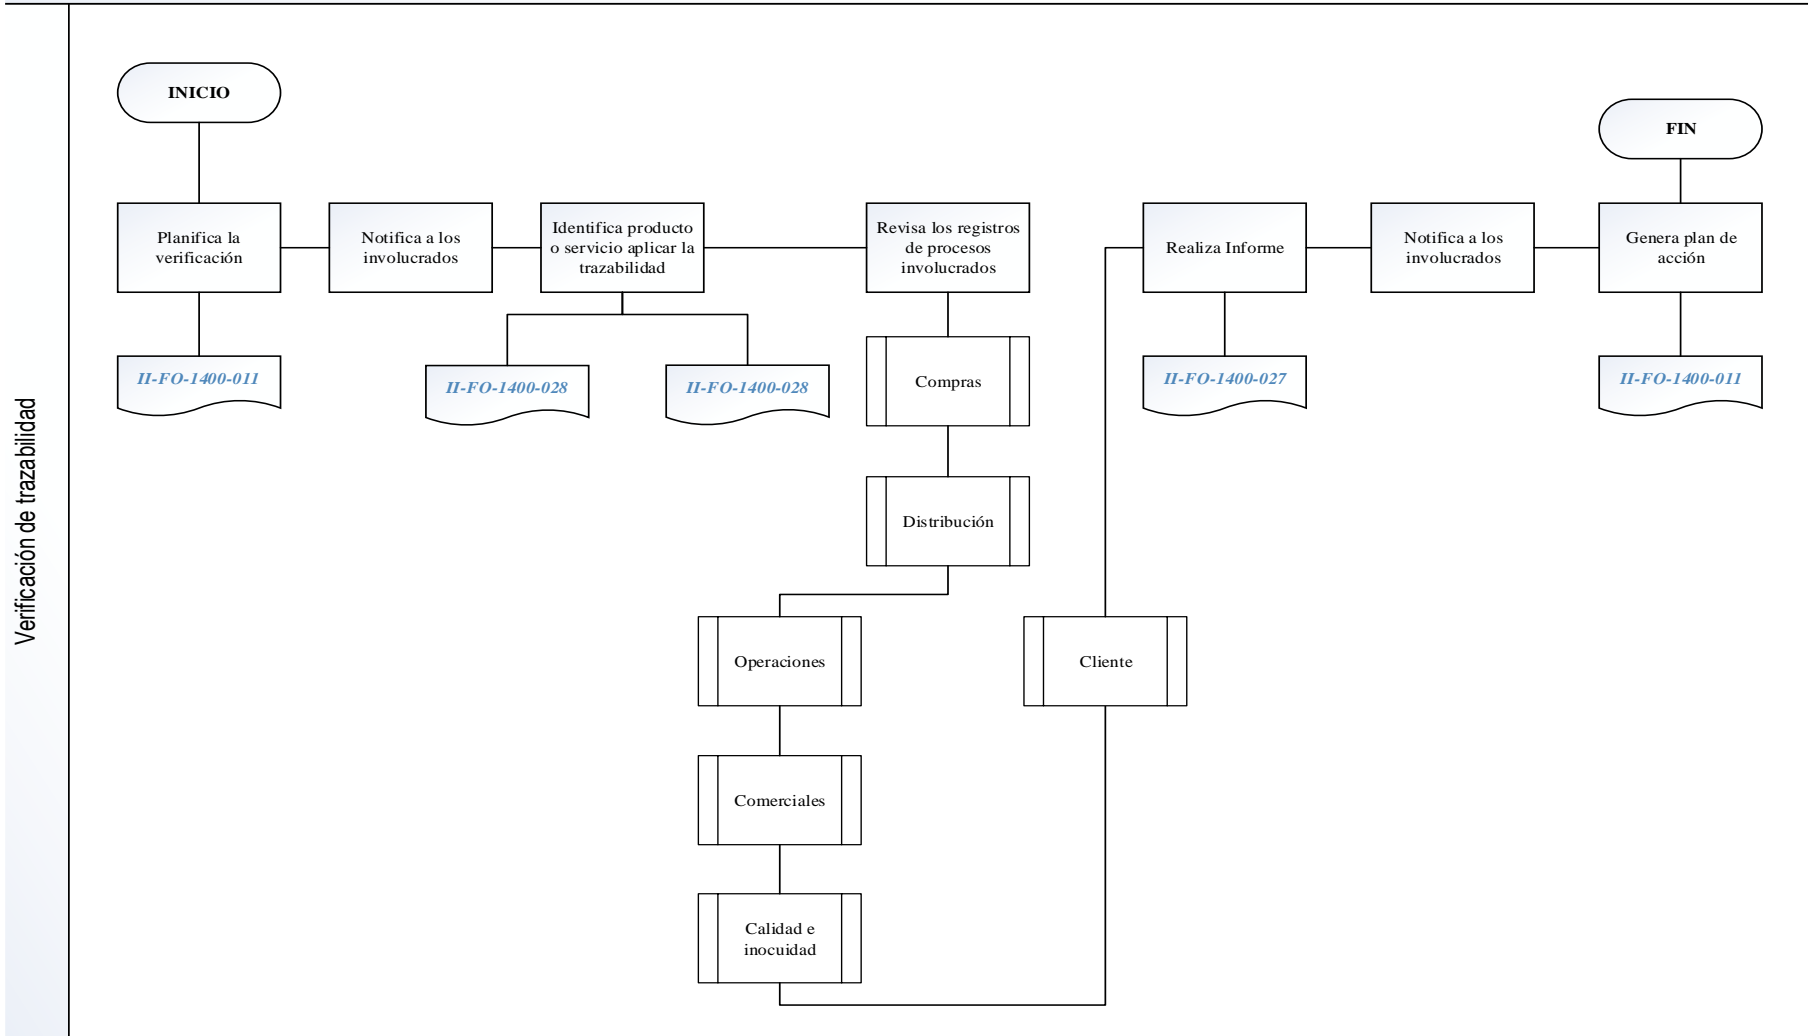 Verificación de trazabilidad
INICIO
FIN
Planifica la
verificación
Notifica a los
involucrados
Identifica producto
o servicio aplicar la
trazabilidad
Revisa los registros
de procesos
involucrados
Realiza Informe
Notifica a los
involucrados
Genera plan de
acción
II-FO-1400-011
II-FO-1400-028
II-FO-1400-028
Compras
II-FO-1400-027
II-FO-1400-011
Distribución
Operaciones
Cliente
Comerciales
Calidad e
inocuidad